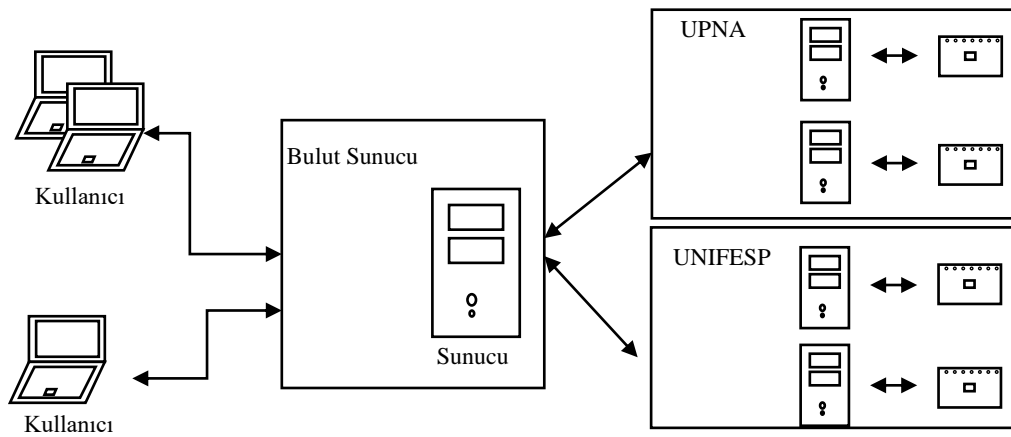 UPNA
Bulut Sunucu
Kullanıcı
UNIFESP
Sunucu
Kullanıcı